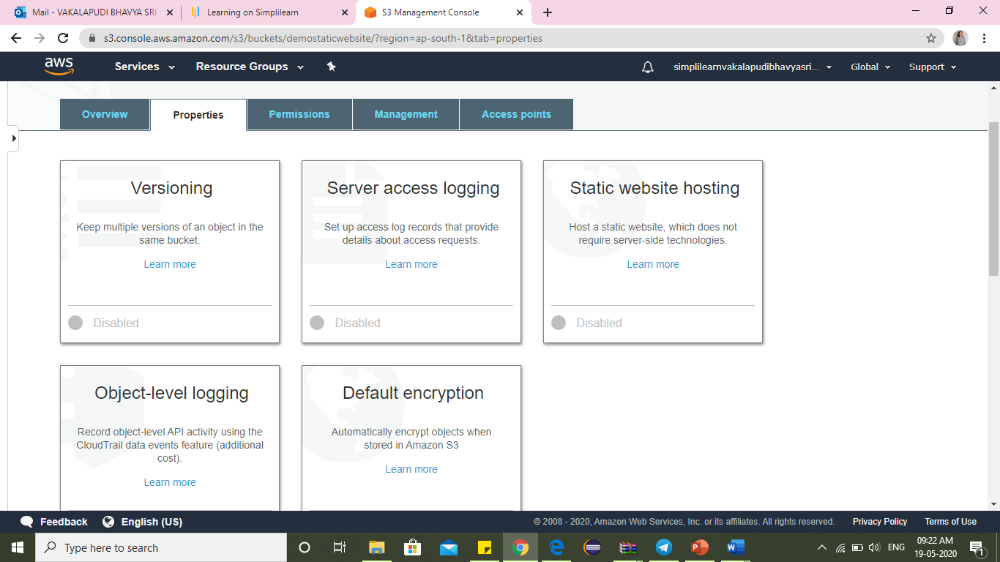 Mail - VAKALAPUDI BHAVYA SRI
Learning on Simplilearn
S3 Management Console
s3.console.aws.amazon.com/s3/buckets/demostaticwebsite/?region=ap-south-1&tab=properties
aws
Services
Resource Groups
simplilearnvakalapudibhavyasri...
Global
Support
Overview
Properties
Permissions
Management
Access points
Versioning
Keep multiple versions of an object in the
same bucket.
Learn more
Disabled
Server access logging
Set up access log records that provide
details about access requests.
Learn more
Disabled
Static website hosting
Host a static website, which does not
require server-side technologies.
Learn more
Disabled
Object-level logging
Record object-level API activity using the
CloudTrail data events feature (additional
cost).
Learn more
Default encryption
Automatically encrypt objects when
stored in Amazon S3
Learn more
Feedback
English (US)
© 2008 - 2020, Amazon Web Services, Inc. or its affiliates. All rights reserved.
Privacy Policy
Terms of Use
Type here to search
ENG
09:22 AM
19-05-2020
1